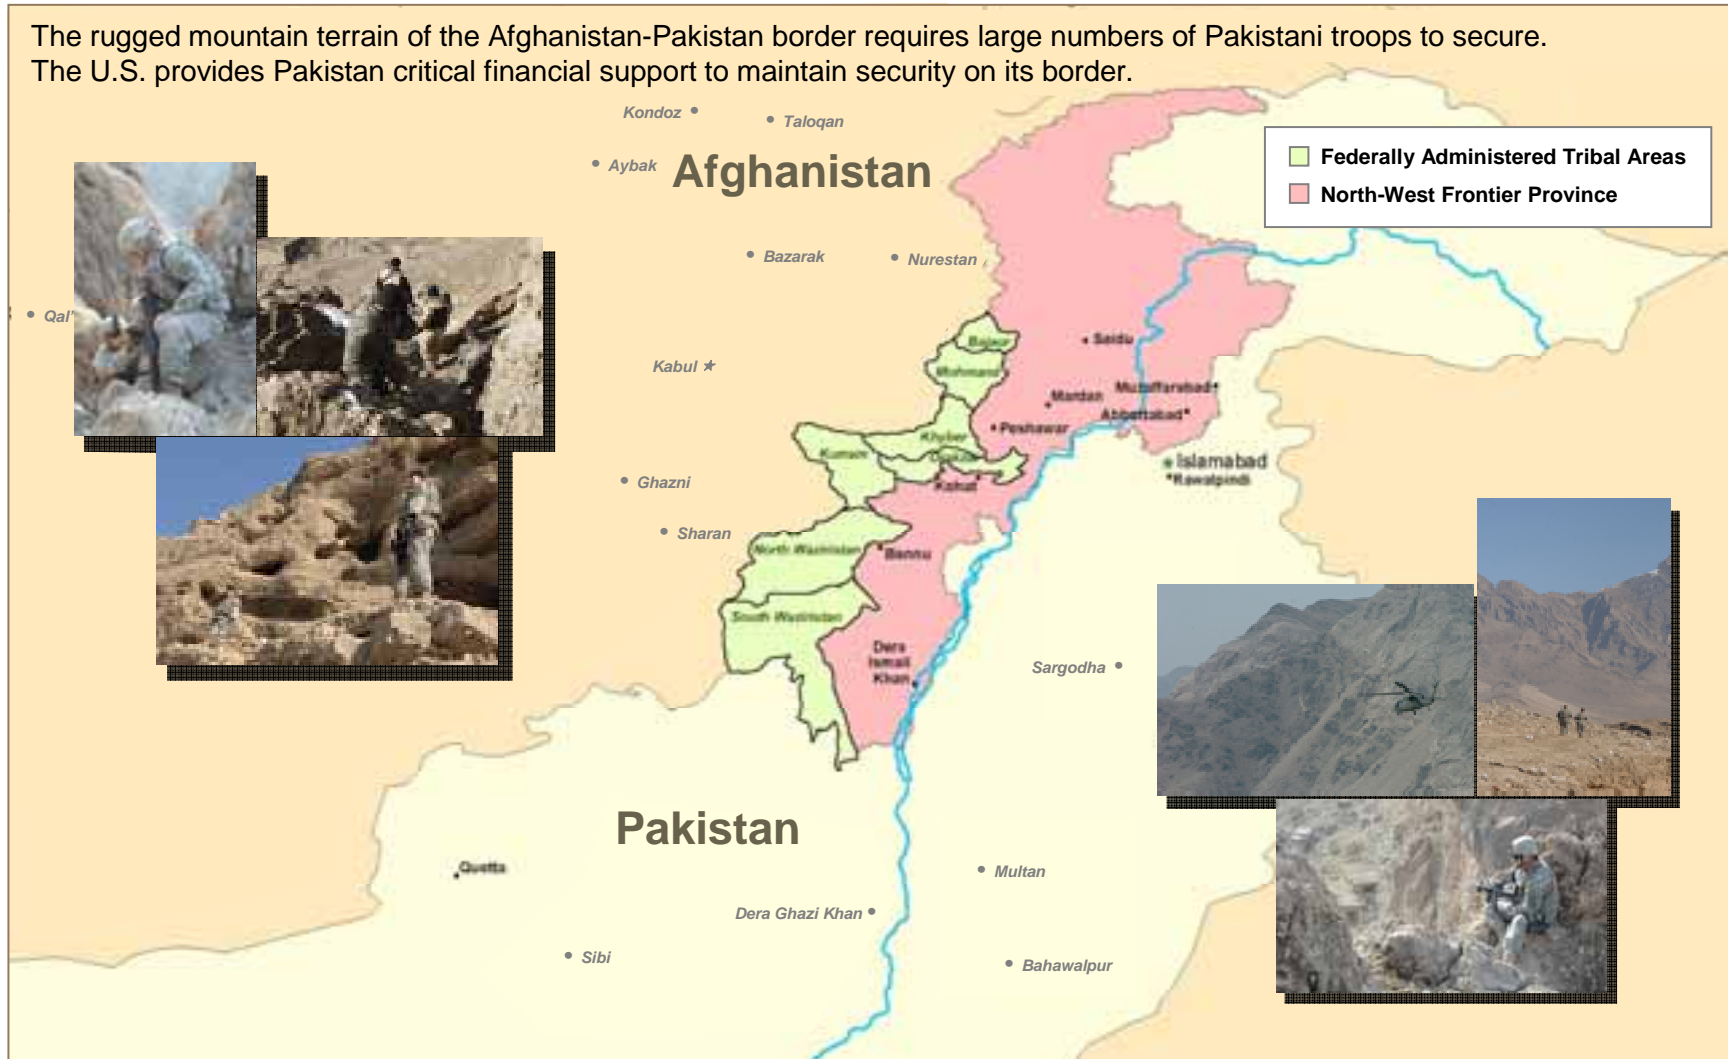 The rugged mountain terrain of the Afghanistan-Pakistan border requires large numbers of Pakistani troops to secure.
The U.S. provides Pakistan critical financial support to maintain security on its border.
Kondoz
Taloqan
Aybak
Afghanistan
Federally Administered Tribal Areas
North-West Frontier Province
Bazarak
Nurestan
Qal'
Bajaur
Saidu
Kabul
Mohmand
Muzaffarabad
Mardan
Abbottabad
Peshawar
Khyber
Kurram
Islamabad
Rawalpindi
Ghazni
Kohat
Sharan
North Waziristan
Bannu
South Waziristan
Dera
Ismail
Khan
Sargodha
Pakistan
Quetta
Multan
Dera Ghazi Khan
Sibi
Bahawalpur